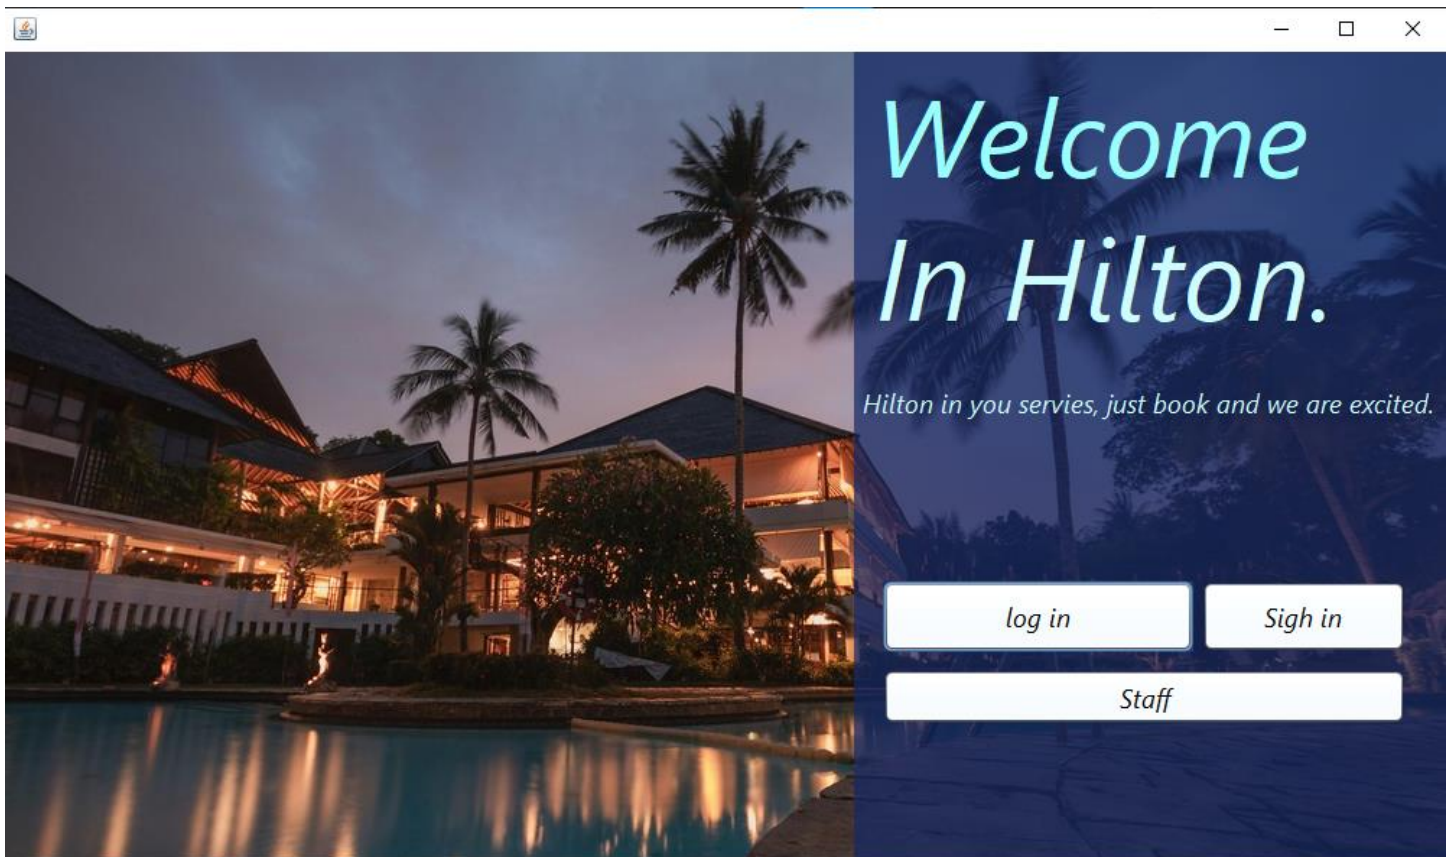 Welcome
In Hilton.
Hilton in you servies, just book and we are excited.
log in
Sigh in
Staff